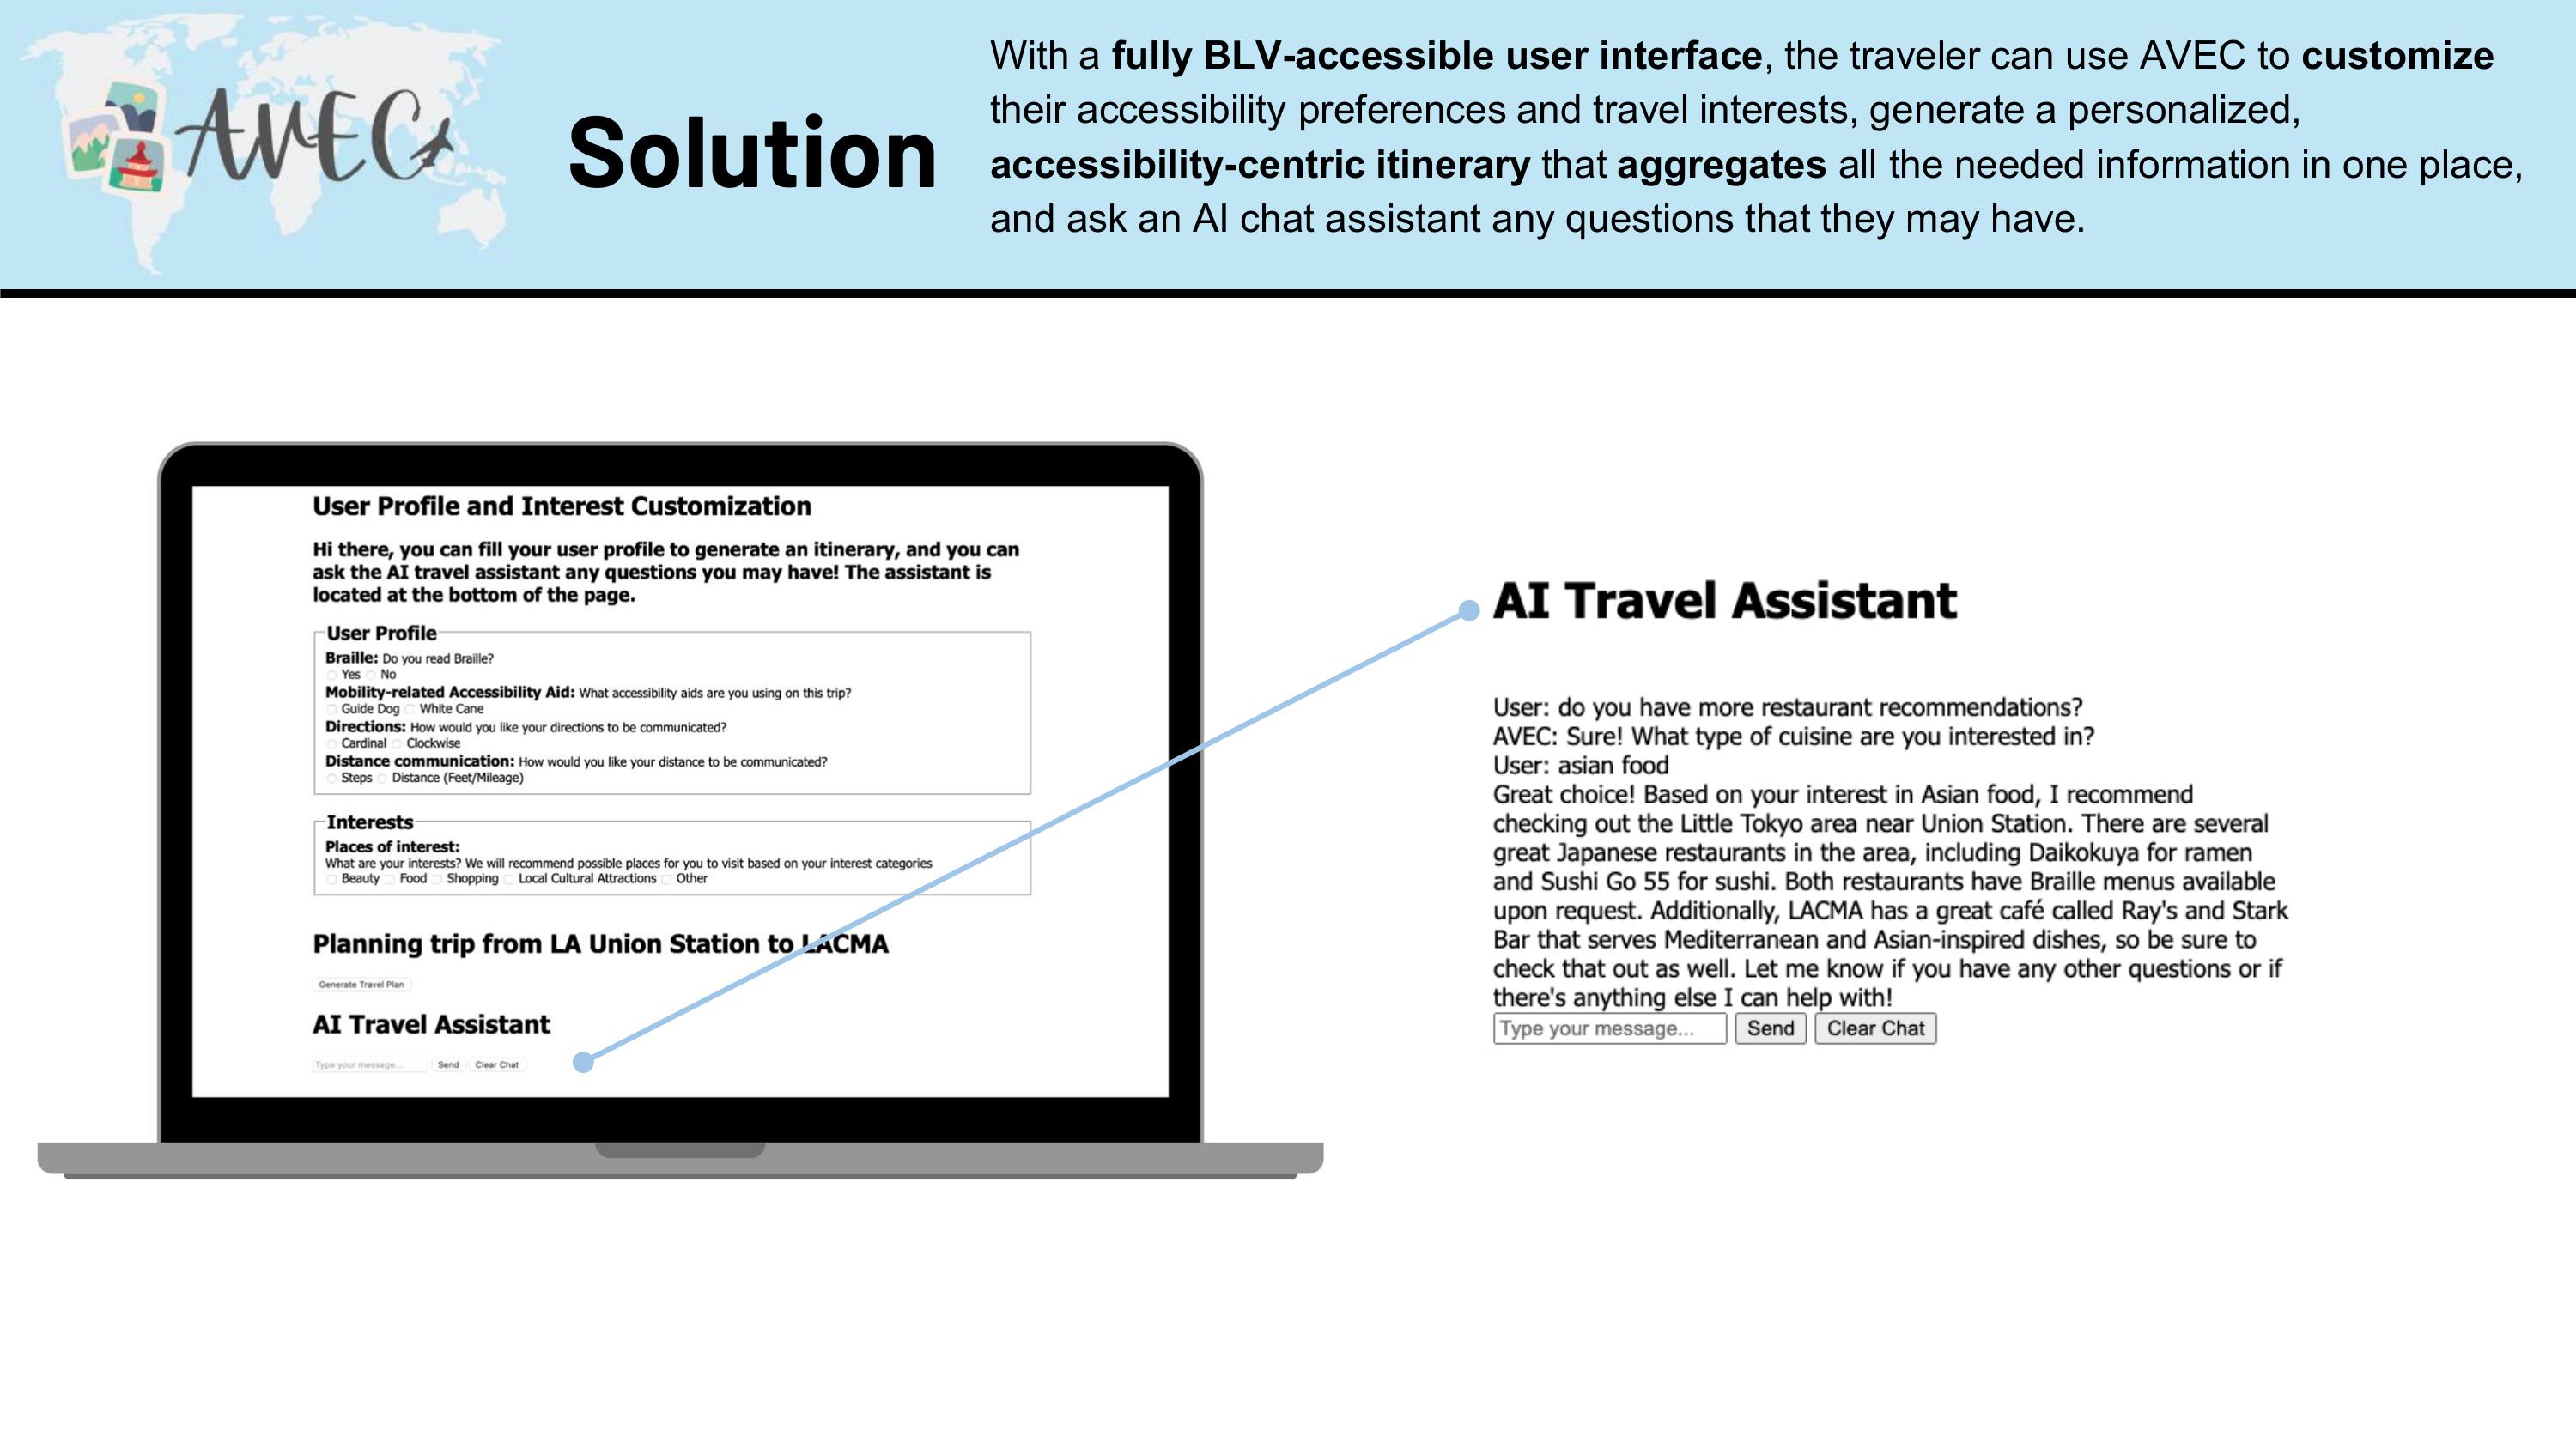 AVEC
Solution
With a fully BLV-accessible user interface, the traveler can use AVEC to customize
their accessibility preferences and travel interests, generate a personalized,
accessibility-centric itinerary that aggregates all the needed information in one place,
and ask an AI chat assistant any questions that they may have.
User Profile and Interest Customization
Hi there, you can fill your user profile to generate an itinerary, and you can
ask the AI travel assistant any questions you may have! The assistant is
located at the bottom of the page.
User Profile
Braille: Do you read Braille?
Yes No
Mobility-related Accessibility Aid: What accessibility aids are you using on this trip?
Guide Dog White Cane
Directions: How would you like your directions to be communicated?
Cardinal Clockwise
Distance communication: How would you like your distance to be communicated?
Steps Distance (Feet/Mileage)
Interests
Places of interest:
What are your interests? We will recommend possible places for you to visit based on your interest categories
Beauty Food Shopping Local Cultural Attractions Other
Planning trip from LA Union Station to LACMA
Generate Travel Plan
AI Travel Assistant
Type your message... Send Clear Chat
AI Travel Assistant
User: do you have more restaurant recommendations?
AVEC: Sure! What type of cuisine are you interested in?
User: asian food
Great choice! Based on your interest in Asian food, I recommend
checking out the Little Tokyo area near Union Station. There are several
great Japanese restaurants in the area, including Daikokuya for ramen
and Sushi Go 55 for sushi. Both restaurants have Braille menus available
upon request. Additionally, LACMA has a great café called Ray's and Stark
Bar that serves Mediterranean and Asian-inspired dishes, so be sure to
check that out as well. Let me know if you have any other questions or if
there's anything else I can help with!
Type your message... Send Clear Chat